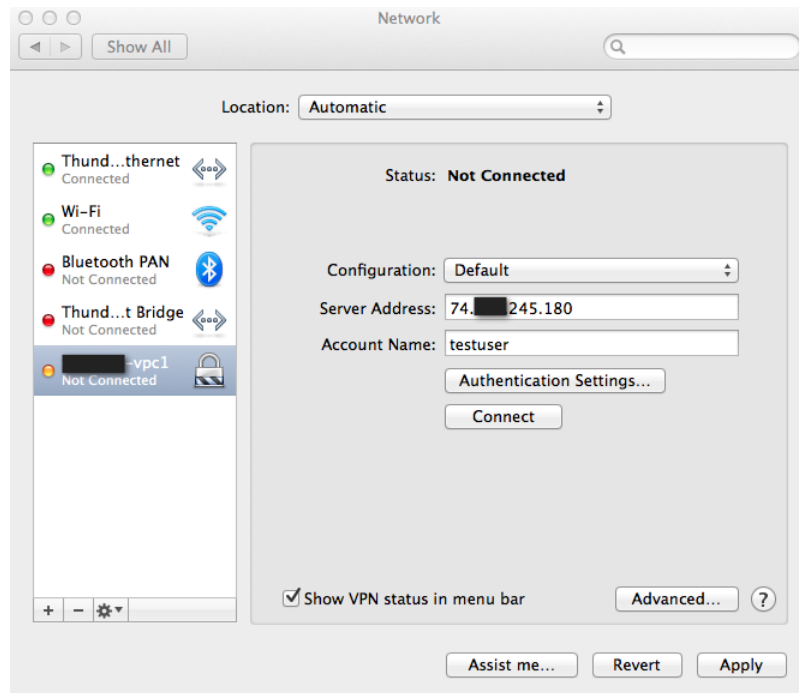 Network
Show All
Location: Automatic
Thund...thernet
Connected
Wi-Fi
Connected
Bluetooth PAN
Not Connected
Thund...t Bridge
Not Connected
-vpc1
Not Connected
Status: Not Connected
Configuration: Default
Server Address: 74. 245.180
Account Name: testuser
Authentication Settings...
Connect
Show VPN status in menu bar
Advanced... ?
+ −
Assist me... Revert Apply